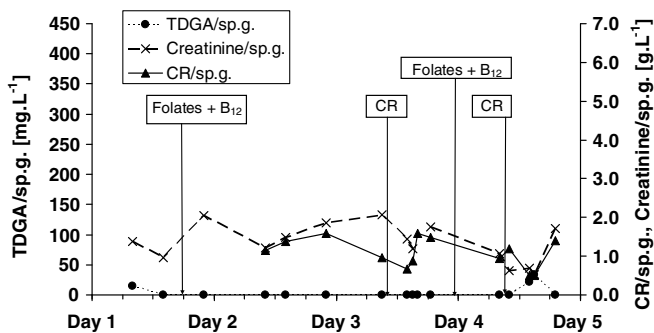 TDGA/sp.g.
Creatinine/sp.g.
CR/sp.g.
Folates + B12
CR
Folates + B12
CR
TDGA/sp.g. [mg.L-1]
450
400
350
300
250
200
150
100
50
0
7.0
6.0
5.0
4.0
3.0
2.0
1.0
0.0
CR/sp.g., Creatinine/sp.g. [g.L-1]
Day 1 Day 2 Day 3 Day 4 Day 5